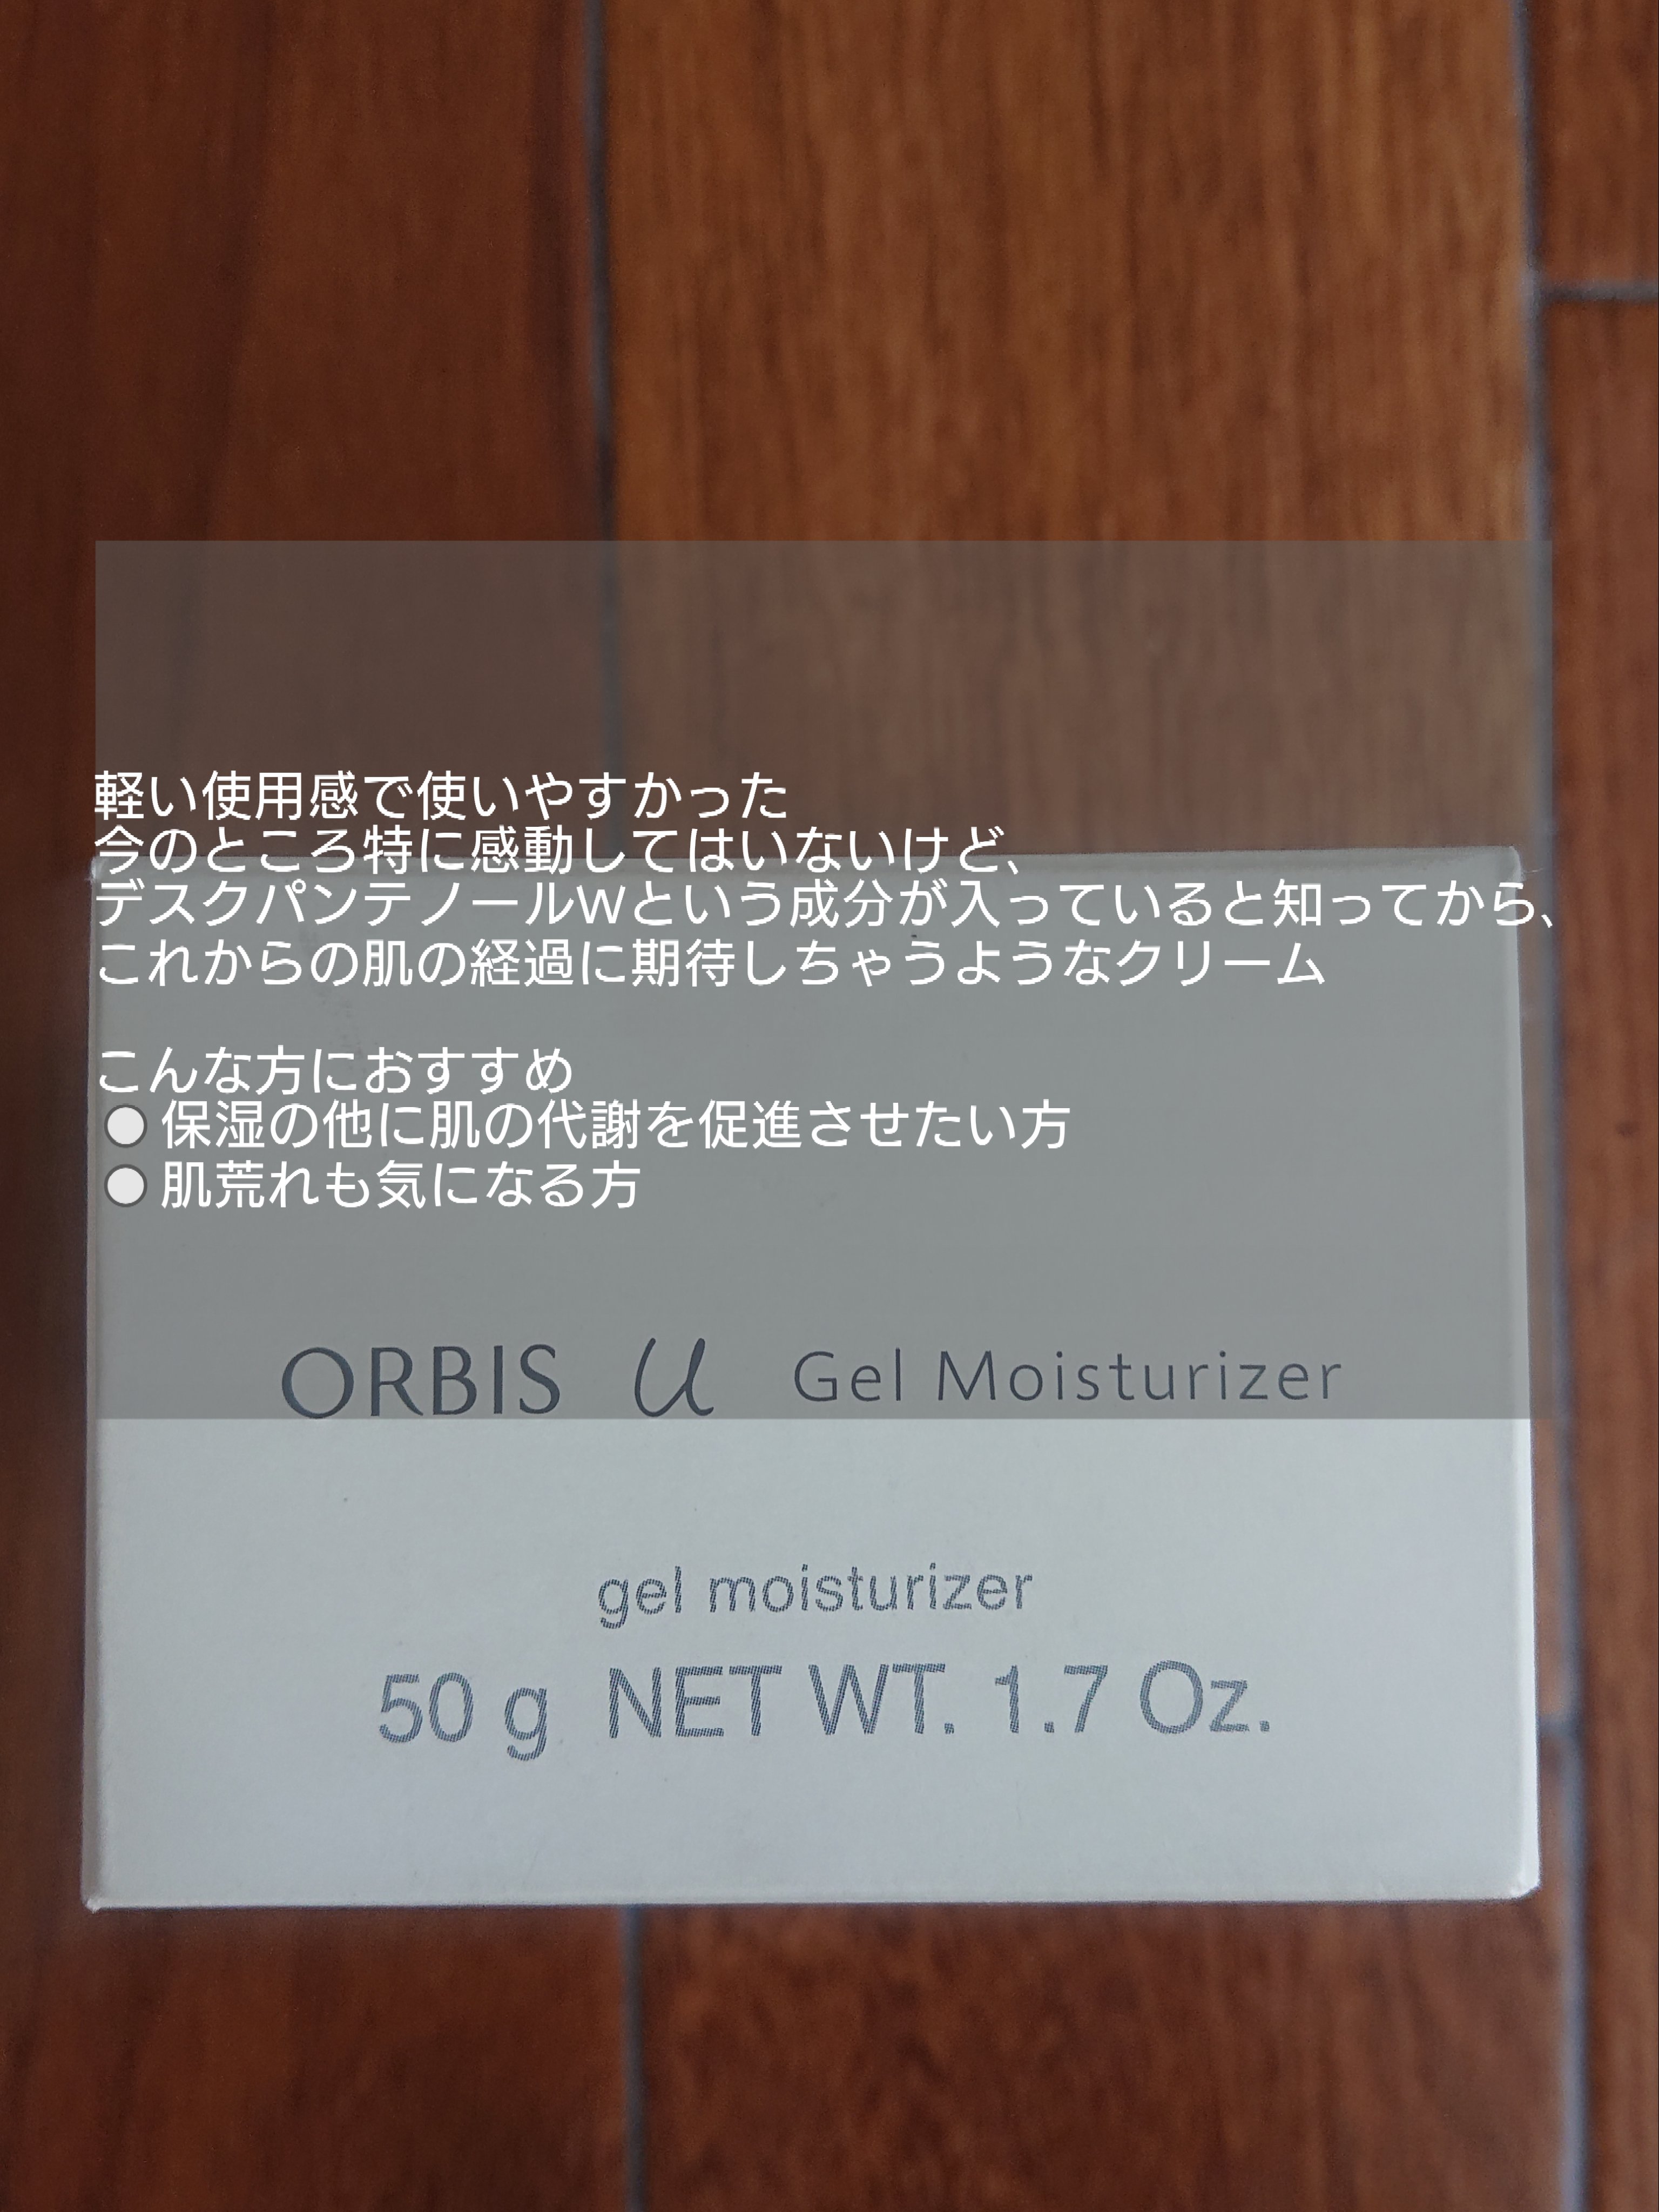 軽い使用感で使いやすかった
今のところ特に感動してはいないけど、
デスクパンテノールWという成分が入っていると知ってから、
これからの肌の経過に期待しちゃうようなクリーム
こんな方におすすめ
⚪保湿の他に肌の代謝を促進させたい方
⚪肌荒れも気になる方
ORBIS u Gel Moisturizer
gel moisturizer
50 g NET WT. 1.7 Oz.